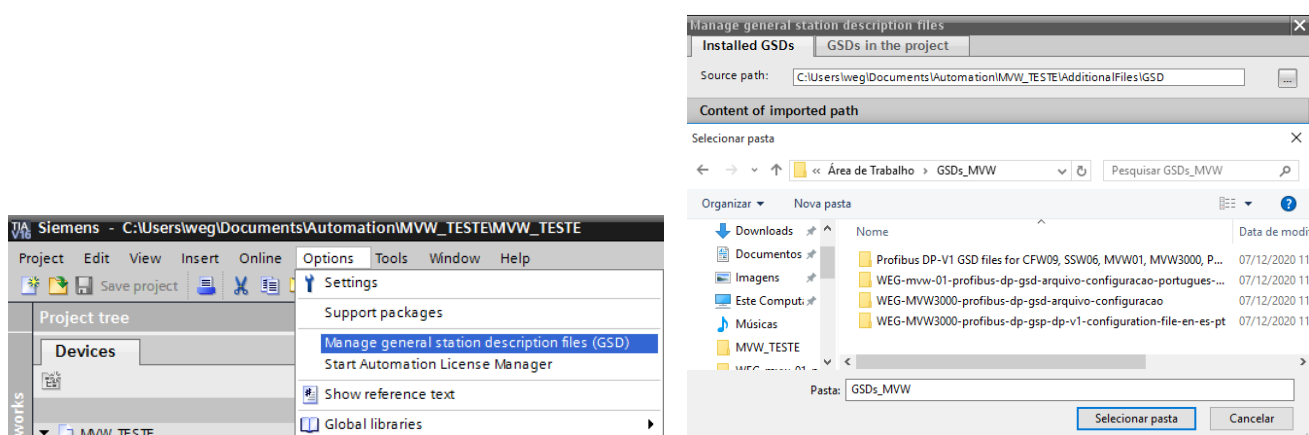 Siemens - C:\Users\weg\Documents\Automation\MVW_TESTE\MVW_TESTE
Project Edit View Insert Online Options Tools Window Help
Save project
Settings
Support packages
Manage general station description files (GSD)
Start Automation License Manager
Show reference text
Global libraries
Project tree
Devices
MVW_TESTE
Manage general station description files
Installed GSDs GSDs in the project
Source path: C:\Users\weg\Documents\Automation\MVW_TESTE\AdditionalFiles\GSD
Content of imported path
Selecionar pasta
« Área de Trabalho › GSDs_MVW Pesquisar GSDs_MVW
Organizar Nova pasta
Downloads
Documentos
Imagens
Este Comput
Músicas
MVW_TESTE
Nome Data de modi
Profibus DP-V1 GSD files for CFW09, SSW06, MVW01, MVW3000, P... 07/12/2020 11
WEG-mvw-01-profibus-dp-gsd-arquivo-configuracao-portugues-... 07/12/2020 11
WEG-MVW3000-profibus-dp-gsd-arquivo-configuracao 07/12/2020 11
WEG-MVW3000-profibus-dp-gsp-dp-v1-configuration-file-en-es-pt 07/12/2020 11
Pasta: GSDs_MVW
Selecionar pasta Cancelar